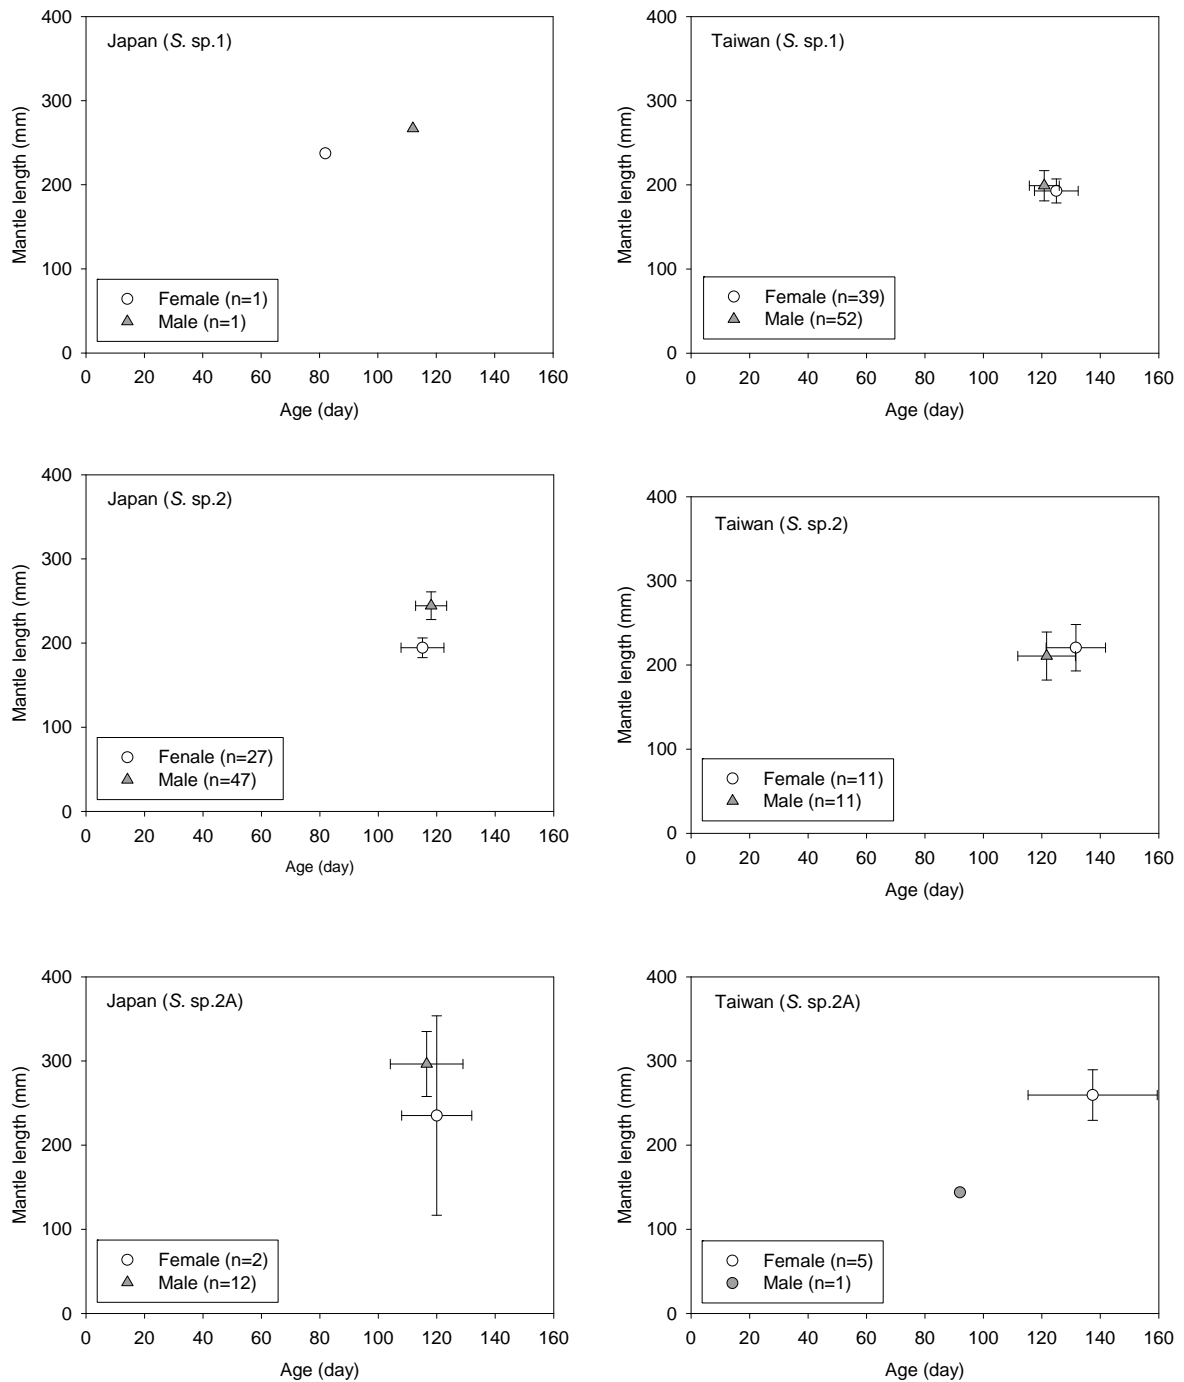 Japan (S. sp.1)
400
300
200
100
0
Mantle length (mm)
Female (n=1)
Male (n=1)
0 20 40 60 80 100 120 140 160
Age (day)
Taiwan (S. sp.1)
400
300
200
100
0
Mantle length (mm)
Female (n=39)
Male (n=52)
0 20 40 60 80 100 120 140 160
Age (day)
Japan (S. sp.2)
400
300
200
100
0
Mantle length (mm)
Fenale (n=27)
Male (n=47)
0 20 40 60 80 100 120 140 160
Age (day)
Taiwan (S. sp.2)
400
300
200
100
0
Mantle length (mm)
Female (n=11)
Male (n=11)
0 20 40 60 80 100 120 140 160
Age (day)
Japan (S. sp.2A)
400
300
200
100
0
Mantle length (mm)
Female (n=2)
Male (n=12)
0 20 40 60 80 100 120 140 160
Age (day)
Taiwan (S. sp.2A)
400
300
200
100
0
Mantle length (mm)
Female (n=5)
Male (n=1)
0 20 40 60 80 100 120 140 160
Age (day)